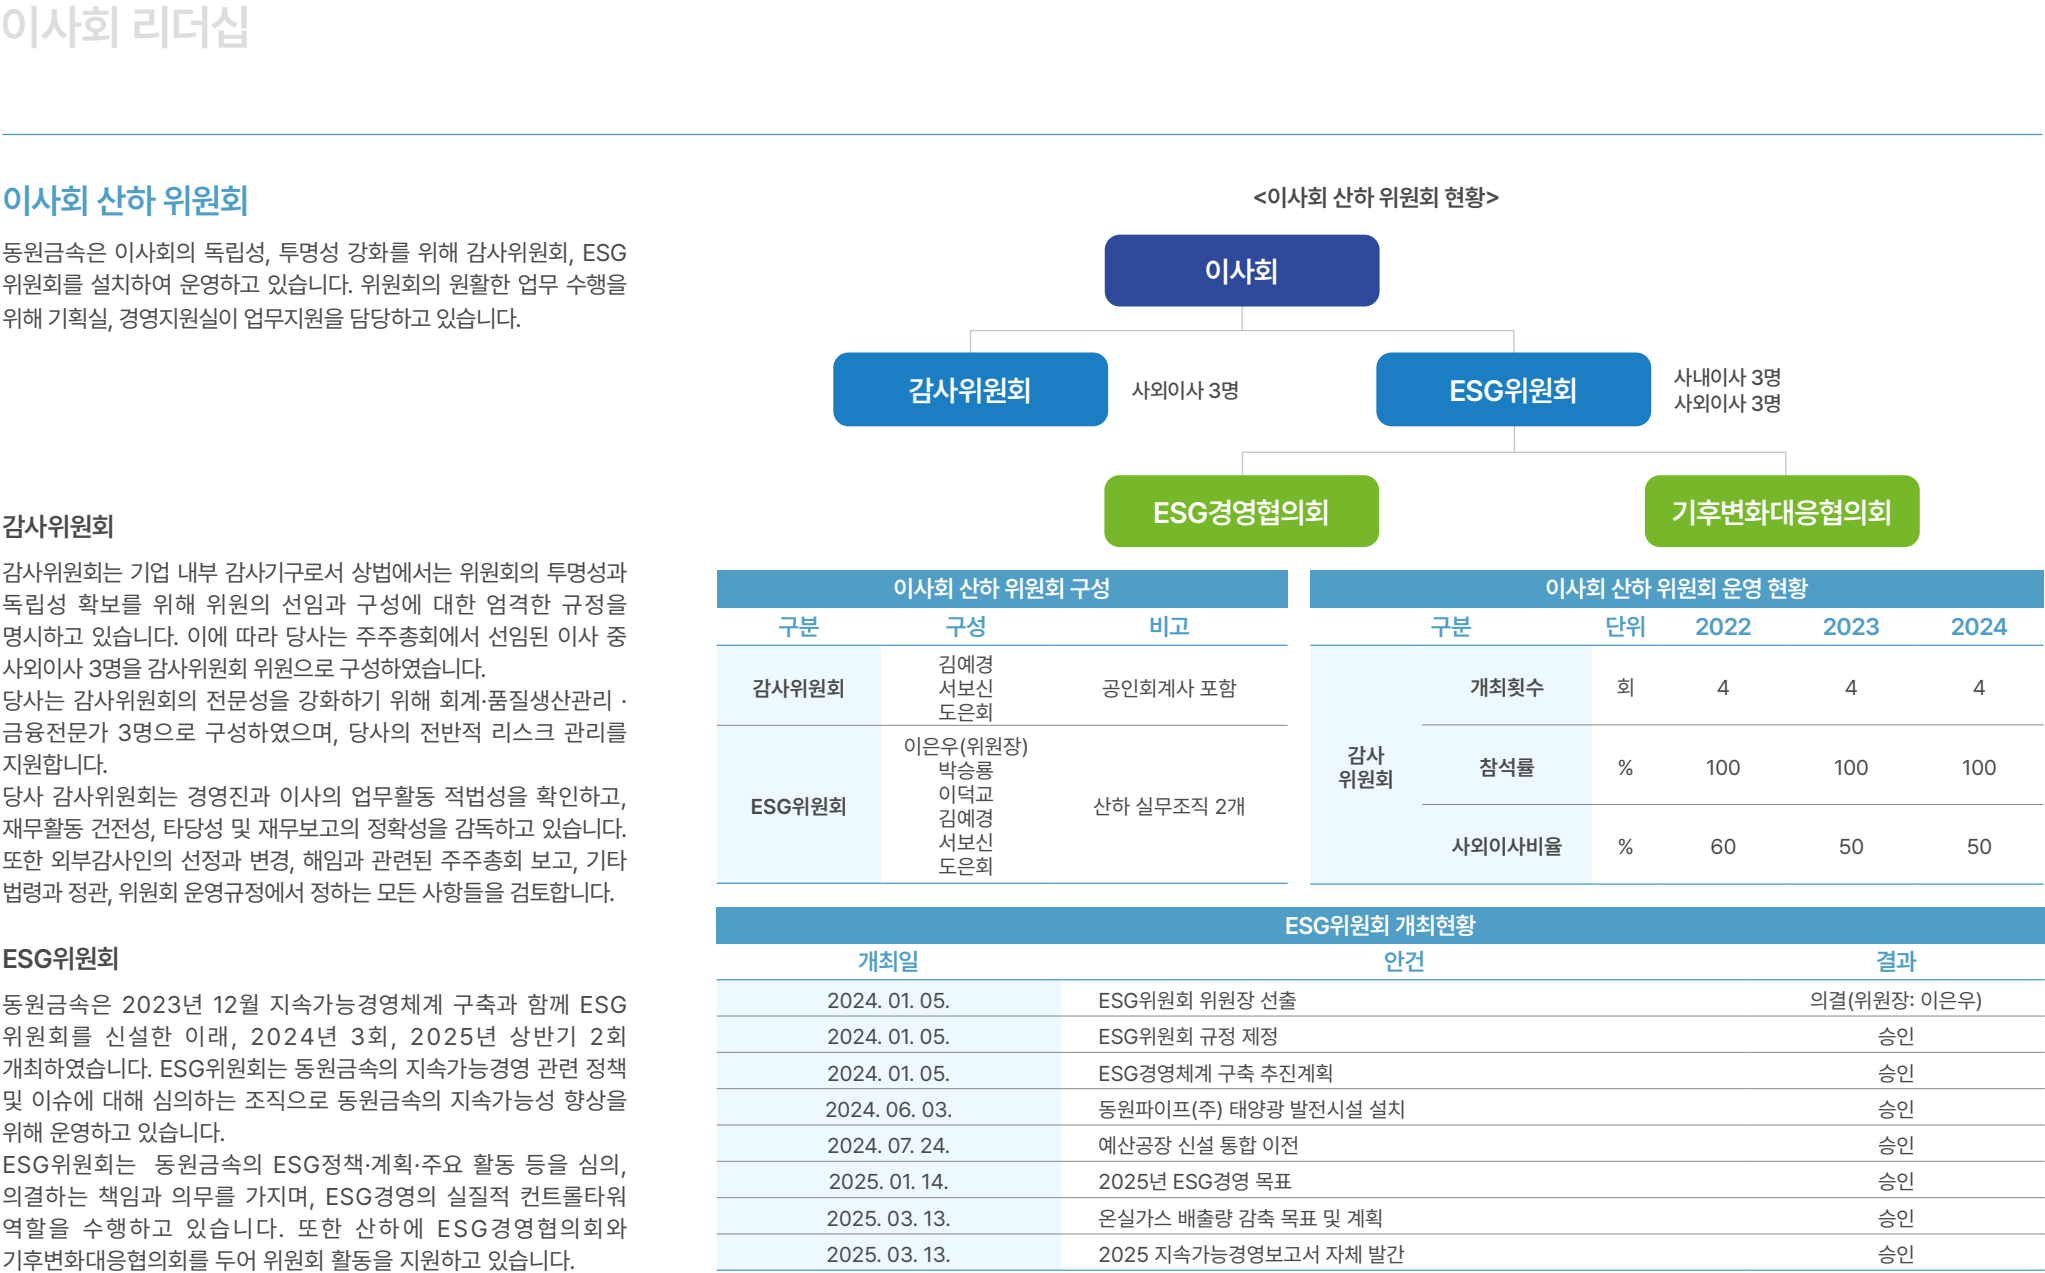 이사회 리더십
이사회 산하 위원회
동원금속은 이사회의 독립성, 투명성 강화를 위해 감사위원회, ESG
위원회를 설치하여 운영하고 있습니다. 위원회의 원활한 업무 수행을
위해 기획실, 경영지원실이 업무지원을 담당하고 있습니다.
감사위원회
감사위원회는 기업 내부 감사기구로서 상법에서는 위원회의 투명성과
독립성 확보를 위해 위원의 선임과 구성에 대한 엄격한 규정을
명시하고 있습니다. 이에 따라 당사는 주주총회에서 선임된 이사 중
사외이사 3명을 감사위원회 위원으로 구성하였습니다.
당사는 감사위원회의 전문성을 강화하기 위해 회계·품질생산관리 ·
금융전문가 3명으로 구성하였으며, 당사의 전반적 리스크 관리를
지원합니다.
당사 감사위원회는 경영진과 이사의 업무활동 적법성을 확인하고,
재무활동 건전성, 타당성 및 재무보고의 정확성을 감독하고 있습니다.
또한 외부감사인의 선정과 변경, 해임과 관련된 주주총회 보고, 기타
법령과 정관, 위원회 운영규정에서 정하는 모든 사항들을 검토합니다.
ESG위원회
동원금속은 2023년 12월 지속가능경영체계 구축과 함께 ESG
위원회를 신설한 이래, 2024년 3회, 2025년 상반기 2회
개최하였습니다. ESG위원회는 동원금속의 지속가능경영 관련 정책
및 이슈에 대해 심의하는 조직으로 동원금속의 지속가능성 향상을
위해 운영하고 있습니다.
ESG위원회는 동원금속의 ESG정책·계획·주요 활동 등을 심의,
의결하는 책임과 의무를 가지며, ESG경영의 실질적 컨트롤타워
역할을 수행하고 있습니다. 또한 산하에 ESG경영협의회와
기후변화대응협의회를 두어 위원회 활동을 지원하고 있습니다.
<이사회 산하 위원회 현황>
이사회
감사위원회 사외이사 3명
ESG위원회 사내이사 3명
사외이사 3명
ESG경영협의회 기후변화대응협의회
이사회 산하 위원회 구성
구분 구성 비고
감사위원회 공인회계사 포함
김예경
서보신
도은회
ESG위원회 산하 실무조직 2개
이은우(위원장)
박승룡
이덕교
김예경
서보신
도은회
이사회 산하 위원회 운영 현황
구분 단위 2022 2023 2024
감사
위원회
개최횟수 회 4 4 4
참석률 % 100 100 100
사외이사비율 % 60 50 50
ESG위원회 개최현황
개최일 안건 결과
2024. 01. 05. ESG위원회 위원장 선출 의결(위원장: 이은우)
2024. 01. 05. ESG위원회 규정 제정 승인
2024. 01. 05. ESG경영체계 구축 추진계획 승인
2024. 06. 03. 동원파이프(주) 태양광 발전시설 설치 승인
2024. 07. 24. 예산공장 신설 통합 이전 승인
2025. 01. 14. 2025년 ESG경영 목표 승인
2025. 03. 13. 온실가스 배출량 감축 목표 및 계획 승인
2025. 03. 13. 2025 지속가능경영보고서 자체 발간 승인